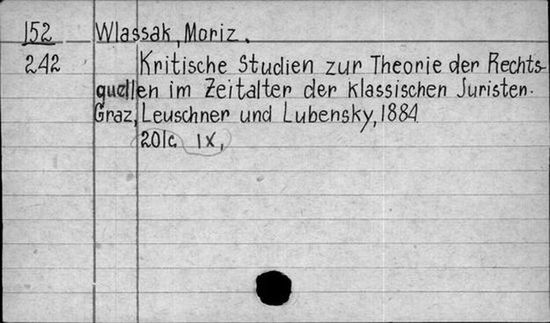 152 Wlassak, Moriz.
242 Kritische Studien zur Theorie der Rechts-
quellen im Zeitalter der klassischen Juristen.
Graz, Leuschner und Lubensky, 1884
IX,